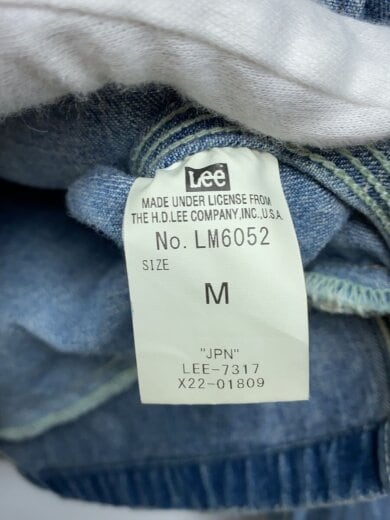 Lee
MADE UNDER LICENSE FROM
THE H.D.LEE COMPANY,INC.,U.S.A.
No. LM6052
SIZE
M
"JPN"
LEE-7317
X22-01809